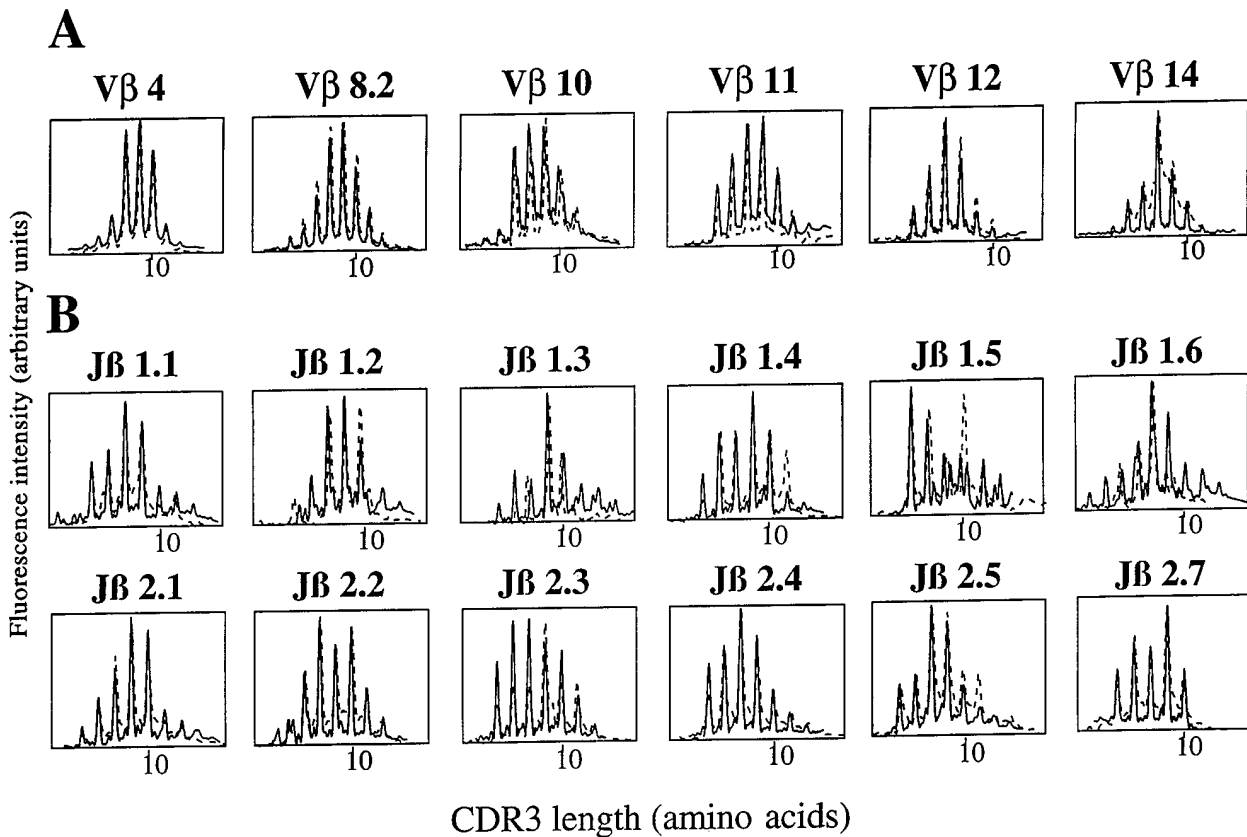 A
Vβ 4 Vβ 8.2 Vβ 10 Vβ 11 Vβ 12 Vβ 14
10 10 10 10 10 10
B
Jß 1.1 Jß 1.2 Jß 1.3 Jß 1.4 Jß 1.5 Jß 1.6
10 10 10 10 10 10
Jß 2.1 Jß 2.2 Jß 2.3 Jß 2.4 Jß 2.5 Jß 2.7
10 10 10 10 10 10
Fluorescence intensity (arbitrary units)
CDR3 length (amino acids)